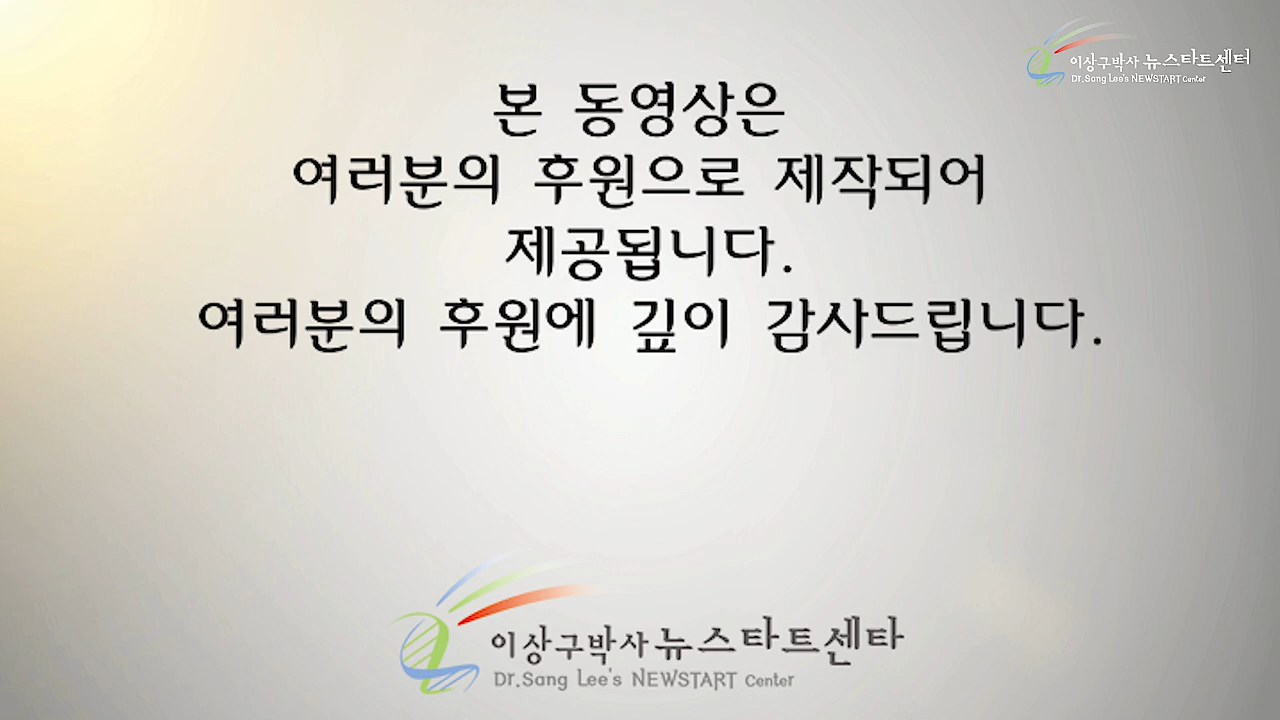 이상구박사 뉴스타트센터
Dr.Sang Lee's NEWSTART Center
본 동영상은
여러분의 후원으로 제작되어
제공됩니다.
여러분의 후원에 깊이 감사드립니다.
이상구박사 뉴스타트센타
Dr.Sang Lee's NEWSTART Center